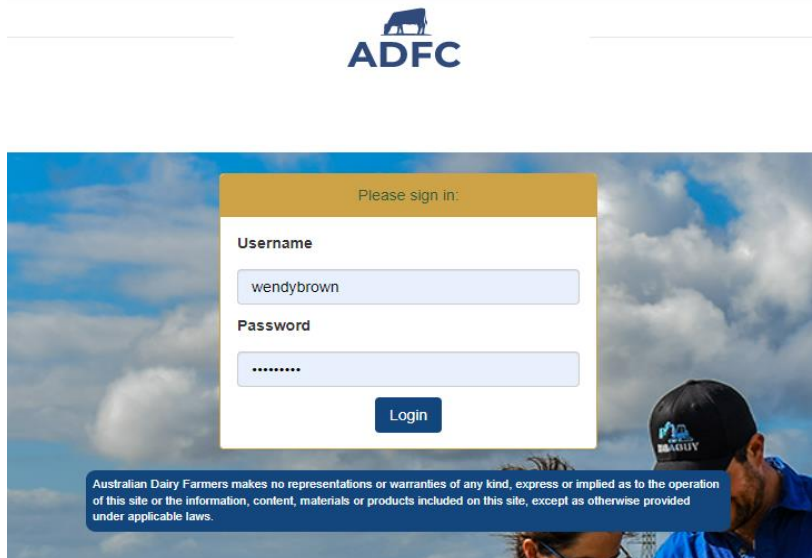 ADFC
Please sign in:
Username
wendybrown
Password
•••••••••
Login
Australian Dairy Farmers makes no representations or warranties of any kind, express or implied as to the operation
of this site or the information, content, materials or products included on this site, except as otherwise provided
under applicable laws.